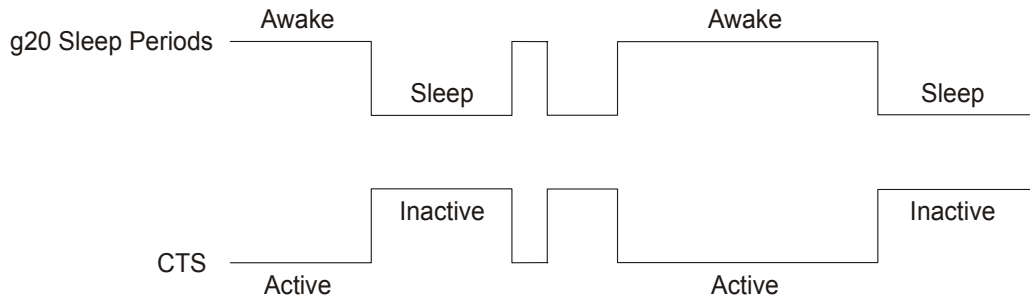 Awake Awake
g20 Sleep Periods
Sleep Sleep
Inactive Inactive
CTS
Active Active